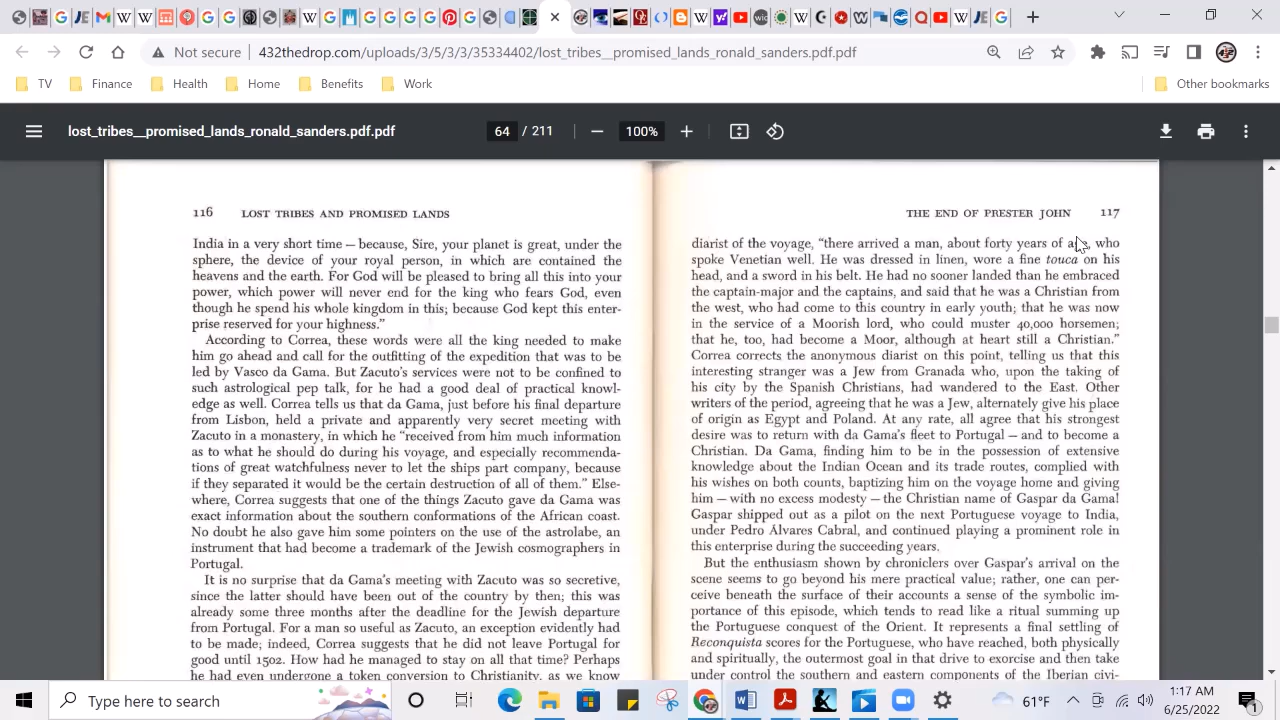 Not secure
432thedrop.com/uploads/3/5/3/3/35334402/lost_tribes__promised_lands_ronald_sanders.pdf.pdf
TV
Finance
Health
Home
Benefits
Work
Other bookmarks
lost_tribes__promised_lands_ronald_sanders.pdf.pdf
64 / 211
100%
116 LOST TRIBES AND PROMISED LANDS
India in a very short time — because, Sire, your planet is great, under the
sphere, the device of your royal person, in which are contained the
heavens and the earth. For God will be pleased to bring all this into your
power, which power will never end for the king who fears God, even
though he spend his whole kingdom in this; because God kept this enter-
prise reserved for your highness.”
According to Correa, these words were all the king needed to make
him go ahead and call for the outfitting of the expedition that was to be
led by Vasco da Gama. But Zacuto's services were not to be confined to
such astrological pep talk, for he had a good deal of practical knowl-
edge as well. Correa tells us that da Gama, just before his final departure
from Lisbon, held a private and apparently very secret meeting with
Zacuto in a monastery, in which he “received from him much information
as to what he should do during his voyage, and especially recommenda-
tions of great watchfulness never to let the ships part company, because
if they separated it would be the certain destruction of all of them.” Else-
where, Correa suggests that one of the things Zacuto gave da Gama was
exact information about the southern conformations of the African coast.
No doubt he also gave him some pointers on the use of the astrolabe, an
instrument that had become a trademark of the Jewish cosmographers in
Portugal.
It is no surprise that da Gama's meeting with Zacuto was so secretive,
since the latter should have been out of the country by then; this was
already some three months after the deadline for the Jewish departure
from Portugal. For a man so useful as Zacuto, an exception evidently had
to be made; indeed, Correa suggests that he did not leave Portugal for
good until 1502. How had he managed to stay on all that time? Perhaps
he had even undergone a token conversion to Christianity, as we know
THE END OF PRESTER JOHN 117
diarist of the voyage, “there arrived a man, about forty years of who
spoke Venetian well. He was dressed in linen, wore a fine touca on his
head, and a sword in his belt. He had no sooner landed than he embraced
the captain-major and the captains, and said that he was a Christian from
the west, who had come to this country in early youth; that he was now
in the service of a Moorish lord, who could muster 40,000 horsemen;
that he, too, had become a Moor, although at heart still a Christian.”
Correa corrects the anonymous diarist on this point, telling us that this
interesting stranger was a Jew from Granada who, upon the taking of
his city by the Spanish Christians, had wandered to the East. Other
writers of the period, agreeing that he was a Jew, alternately give his place
of origin as Egypt and Poland. At any rate, all agree that his strongest
desire was to return with da Gama's fleet to Portugal — and to become a
Christian. Da Gama, finding him to be in the possession of extensive
knowledge about the Indian Ocean and its trade routes, complied with
his wishes on both counts, baptizing him on the voyage home and giving
him — with no excess modesty — the Christian name of Gaspar da Gama!
Gaspar shipped out as a pilot on the next Portuguese voyage to India,
under Pedro Álvares Cabral, and continued playing a prominent role in
this enterprise during the succeeding years.
But the enthusiasm shown by chroniclers over Gaspar's arrival on the
scene seems to go beyond his mere practical value; rather, one can per-
ceive beneath the surface of their accounts a sense of the symbolic im-
portance of this episode, which tends to read like a ritual summing up
the Portuguese conquest of the Orient. It represents a final settling of
Reconquista scores for the Portuguese, who have reached, both physically
and spiritually, the outermost goal in that drive to exorcise and then take
under control the southern and eastern components of the Iberian civi-
Type here to search
61°F
1:17 AM
6/25/2022